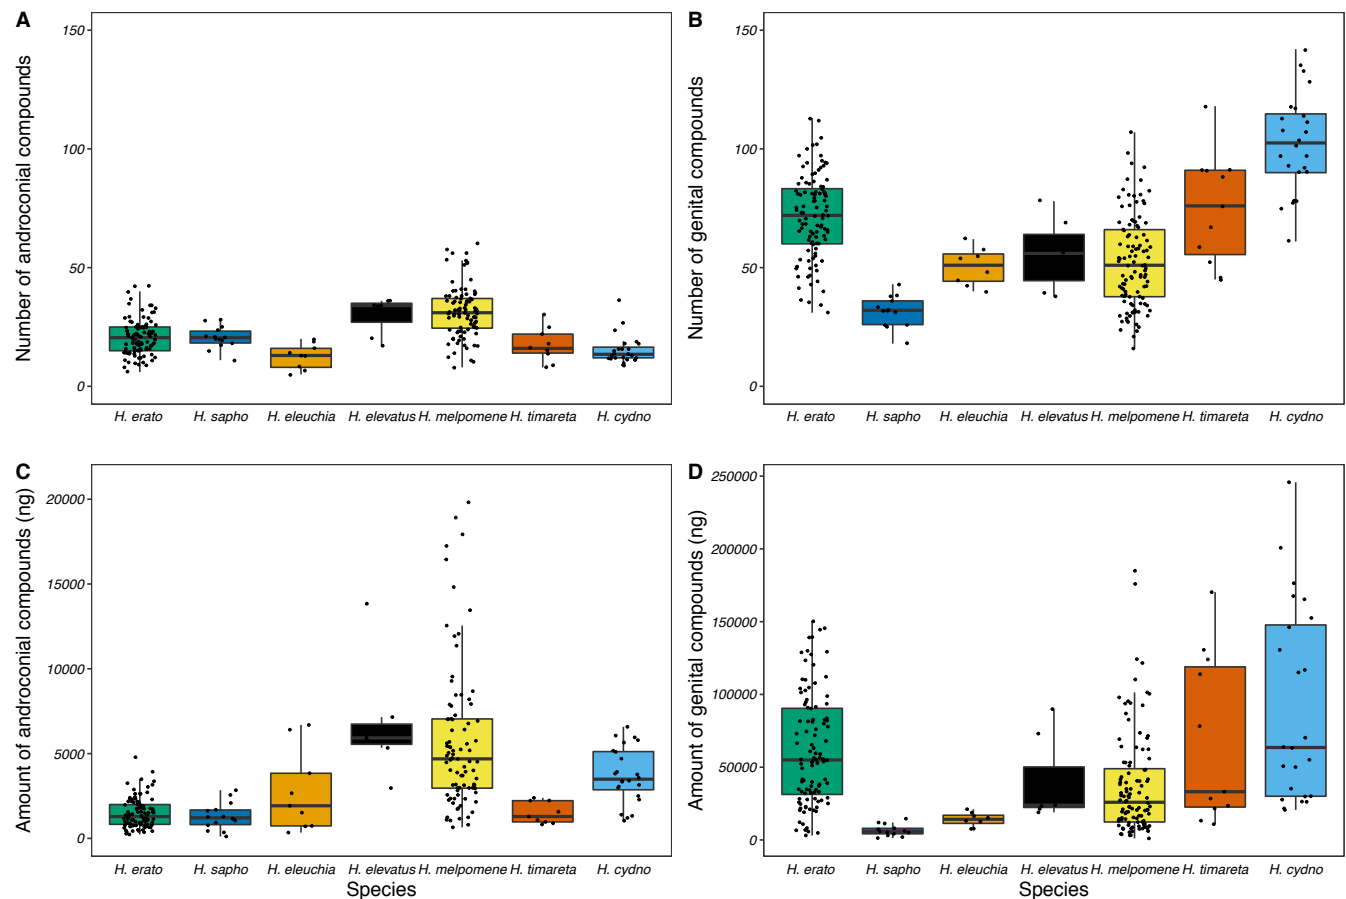 A
Number of androconial compounds
150
100
50
0
H. erato H. sapho H. eleuchia H. elevatus H. melpomene H. timareta H. cydno
B
Number of genital compounds
150
100
50
0
H. erato H. sapho H. eleuchia H. elevatus H. melpomene H. timareta H. cydno
C
Amount of androconial compounds (ng)
20000
15000
10000
5000
0
H. erato H. sapho H. eleuchia H. elevatus H. melpomene H. timareta H. cydno
Species
D
Amount of genital compounds (ng)
250000
200000
150000
100000
50000
0
H. erato H. sapho H. eleuchia H. elevatus H. melpomene H. timareta H. cydno
Species